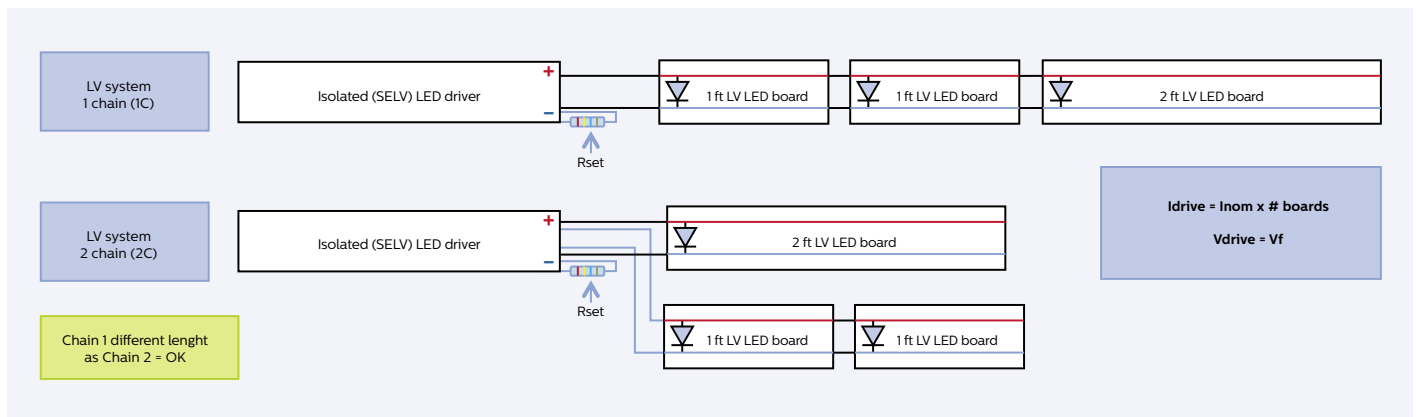 LV system
1 chain (1C)
Isolated (SELV) LED driver
+
–
Rset
1 ft LV LED board
1 ft LV LED board
2 ft LV LED board
LV system
2 chain (2C)
Isolated (SELV) LED driver
+
–
Rset
2 ft LV LED board
1 ft LV LED board
1 ft LV LED board
Idrive = Inom x # boards
Vdrive = Vf
Chain 1 different lenght
as Chain 2 = OK